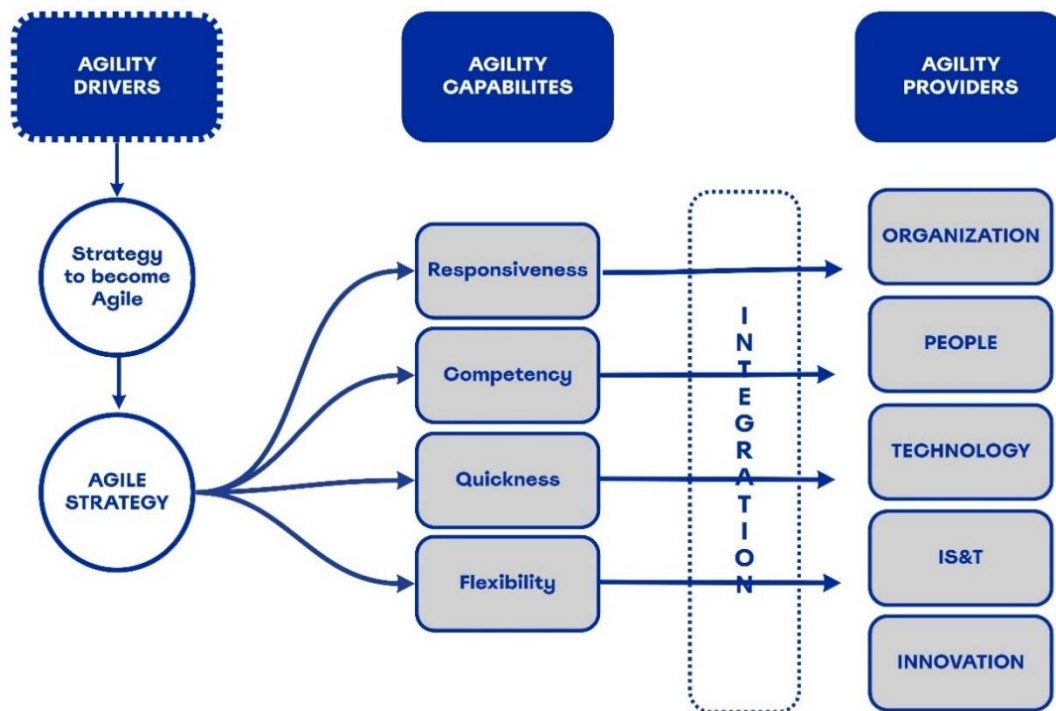 AGILITY
DRIVERS
AGILITY
CAPABILITES
AGILITY
PROVIDERS
Strategy
to become
Agile
AGILE
STRATEGY
Responsiveness
Competency
Quickness
Flexibility
INTEGRATION
ORGANIZATION
PEOPLE
TECHNOLOGY
IS&T
INNOVATION